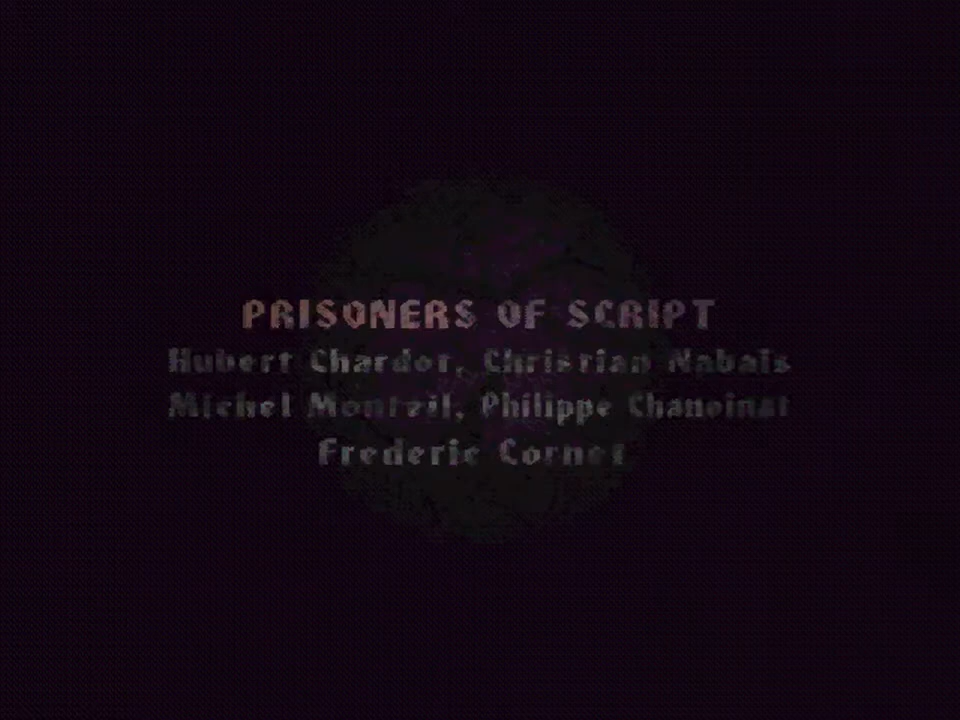 PRISONERS OF SCRIPT
Hubert Chardot, Christian Nabais
Michel Monteil, Philippe Chanoinat
Frederic Cornet